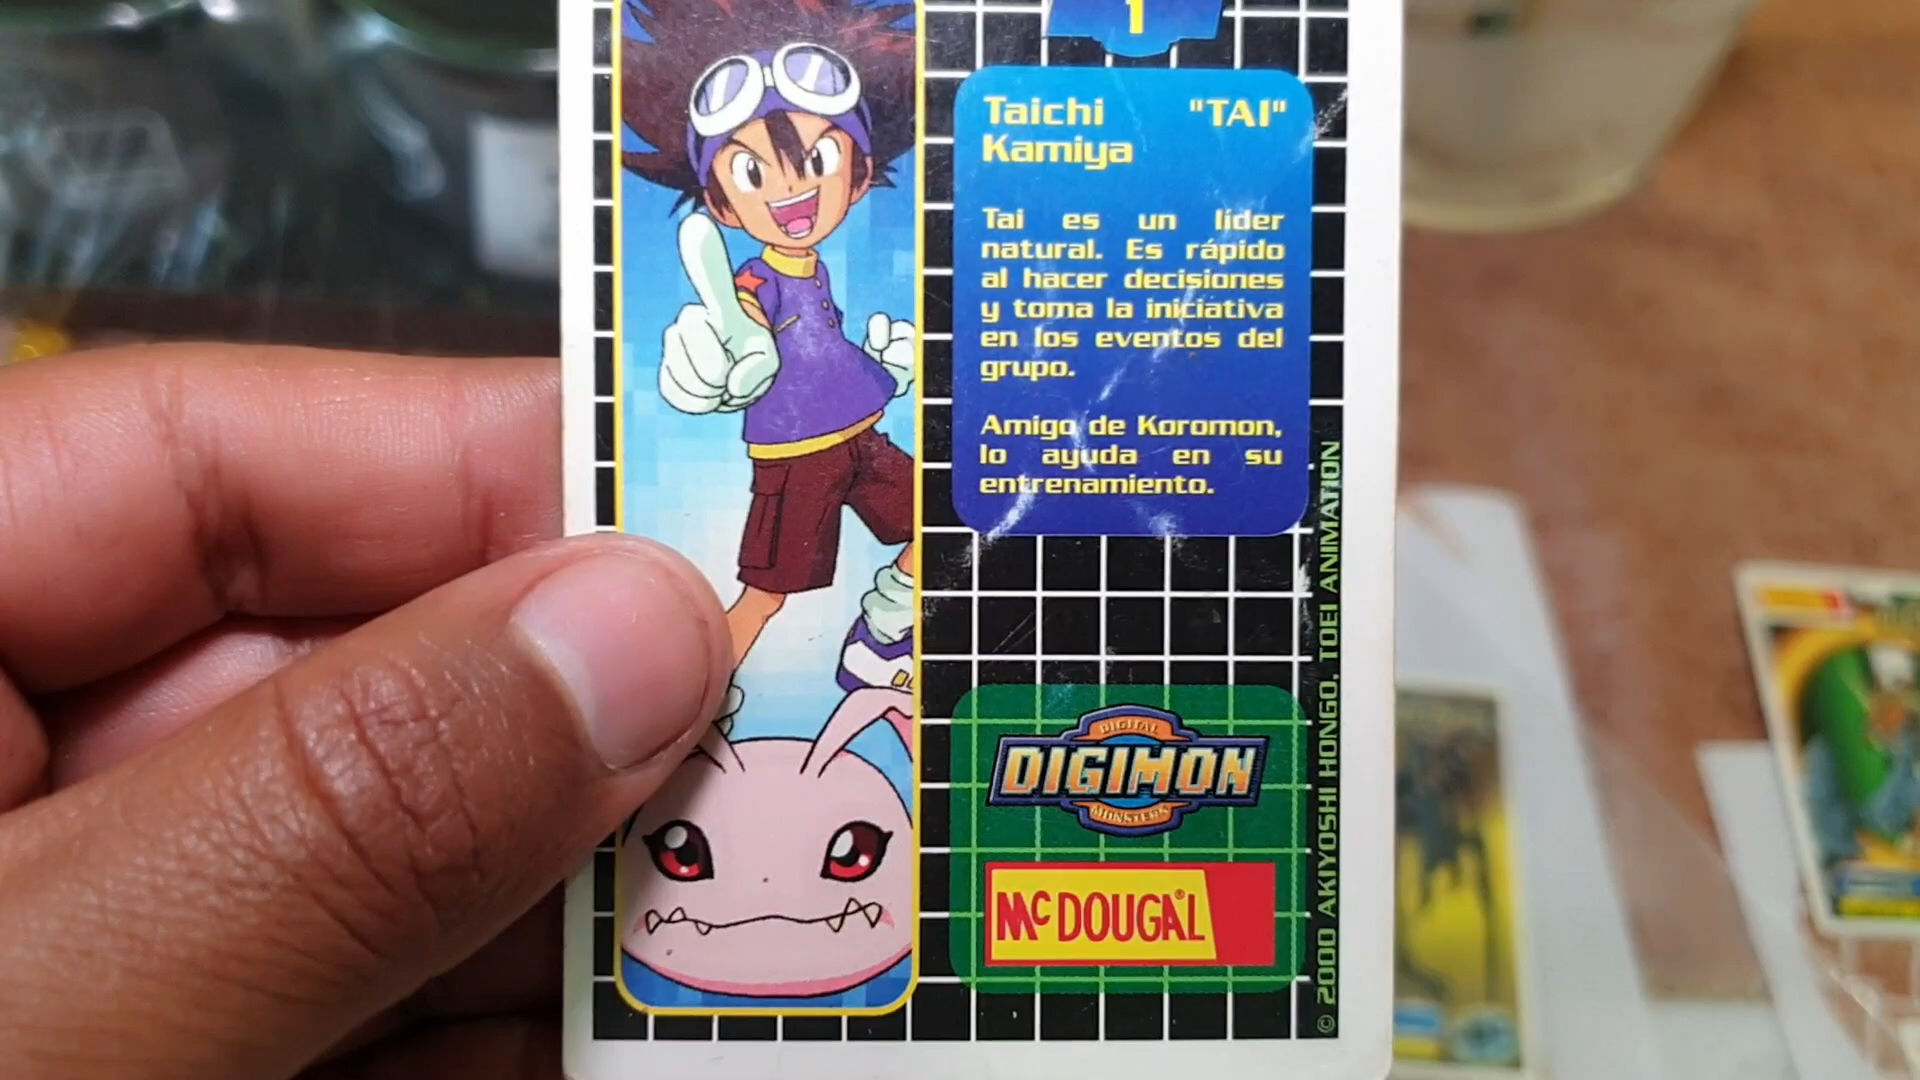 1
Taichi "TAI"
Kamiya
Tai es un líder
natural. Es rápido
al hacer decisiones
y toma la iniciativa
en los eventos del
grupo.
Amigo de Koromon,
lo ayuda en su
entrenamiento.
DIGITAL
DIGIMON
MONSTERS
McDOUGAL®
© 2000 AKIYOSHI HONGO, TOEI ANIMATION